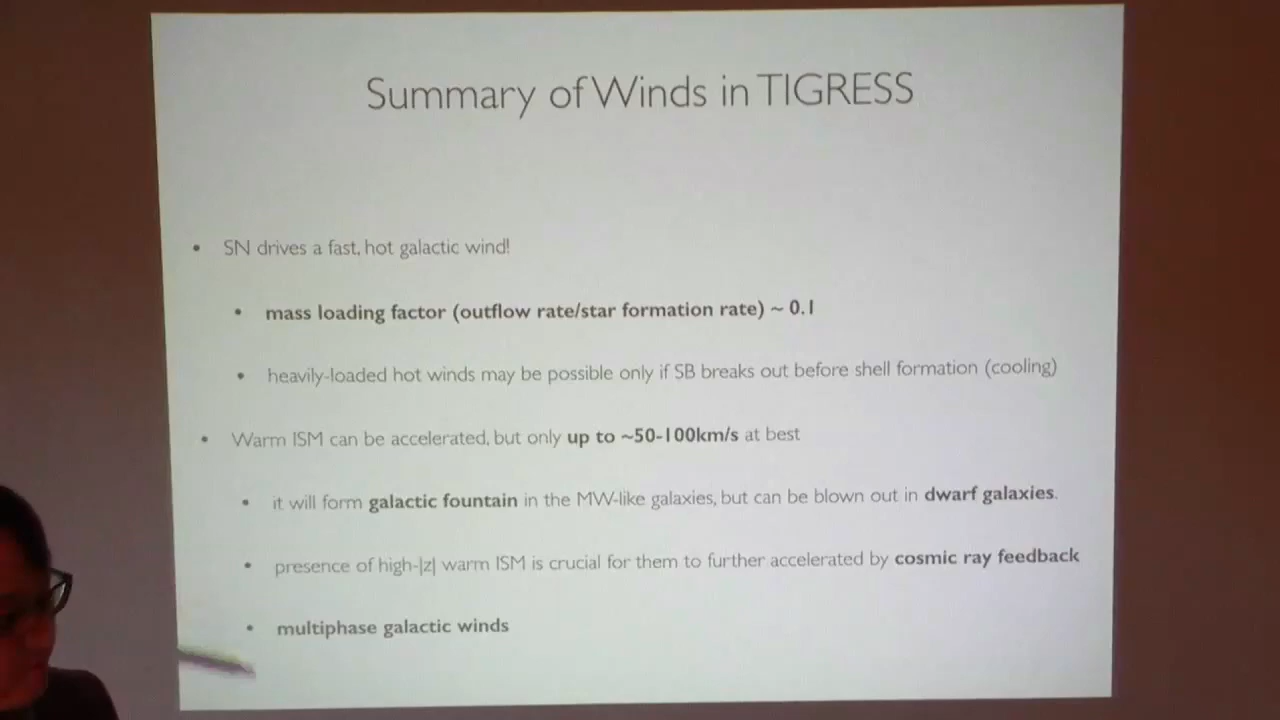 Summary of Winds in TIGRESS
• SN drives a fast, hot galactic wind!
• mass loading factor (outflow rate/star formation rate) ~ 0.1
• heavily-loaded hot winds may be possible only if SB breaks out before shell formation (cooling)
• Warm ISM can be accelerated, but only up to ~50-100km/s at best
• it will form galactic fountain in the MW-like galaxies, but can be blown out in dwarf galaxies.
• presence of high-|z| warm ISM is crucial for them to further accelerated by cosmic ray feedback
• multiphase galactic winds